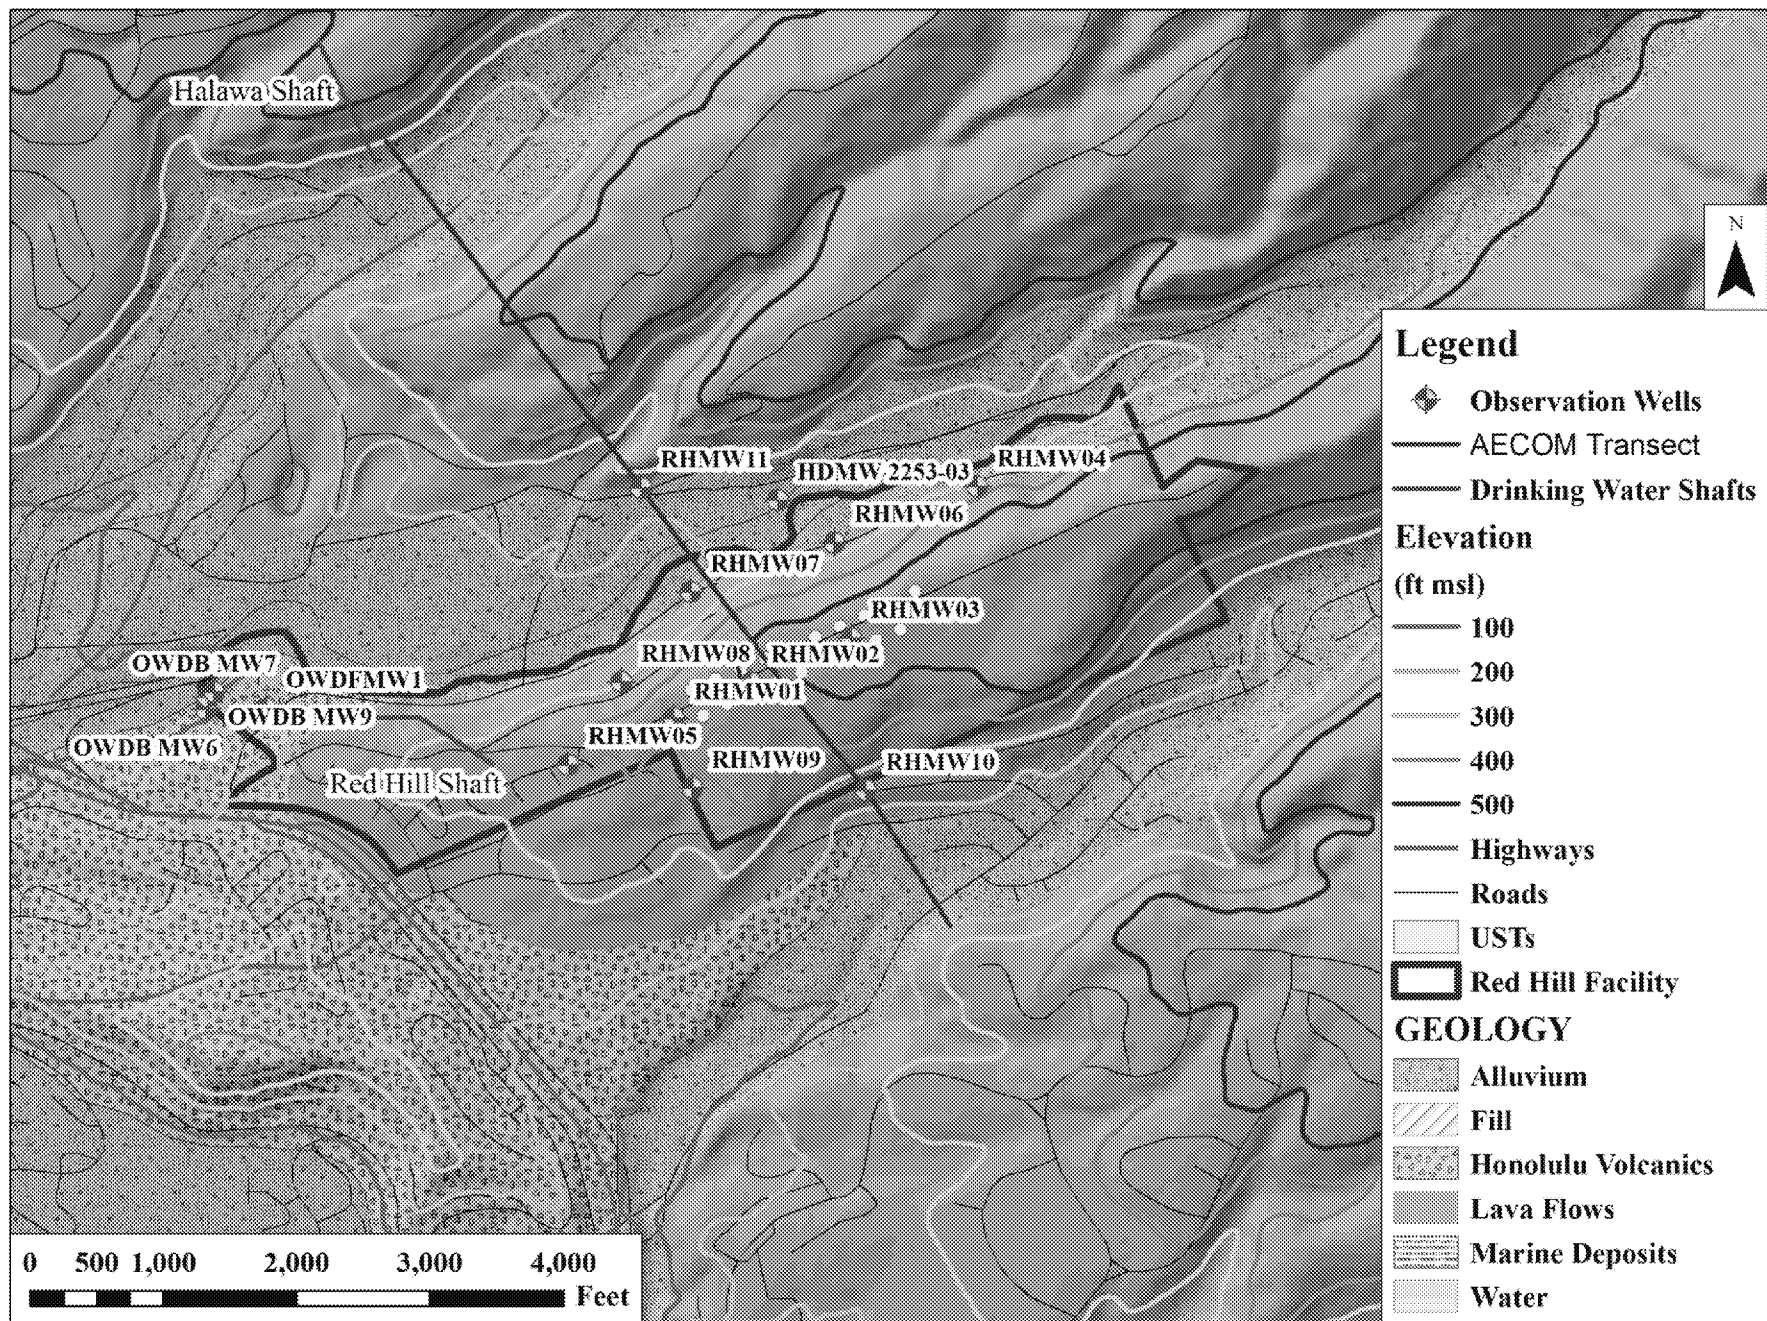 Halawa Shaft
N
RHMW11
HDMW 2253-03
RHMW04
RHMW06
RHMW07
RHMW03
RHMW08
RHMW02
OWDB MW7
OWDFMW1
RHMW01
OWDB MW9
OWDB MW6
RHMW05
RHMW09
RHMW10
Red Hill Shaft
Legend
Observation Wells
AECOM Transect
Drinking Water Shafts
Elevation
(ft msl)
100
200
300
400
500
Highways
Roads
USTs
Red Hill Facility
GEOLOGY
Alluvium
Fill
Honolulu Volcanics
Lava Flows
Marine Deposits
Water
0 500 1,000 2,000 3,000 4,000
Feet